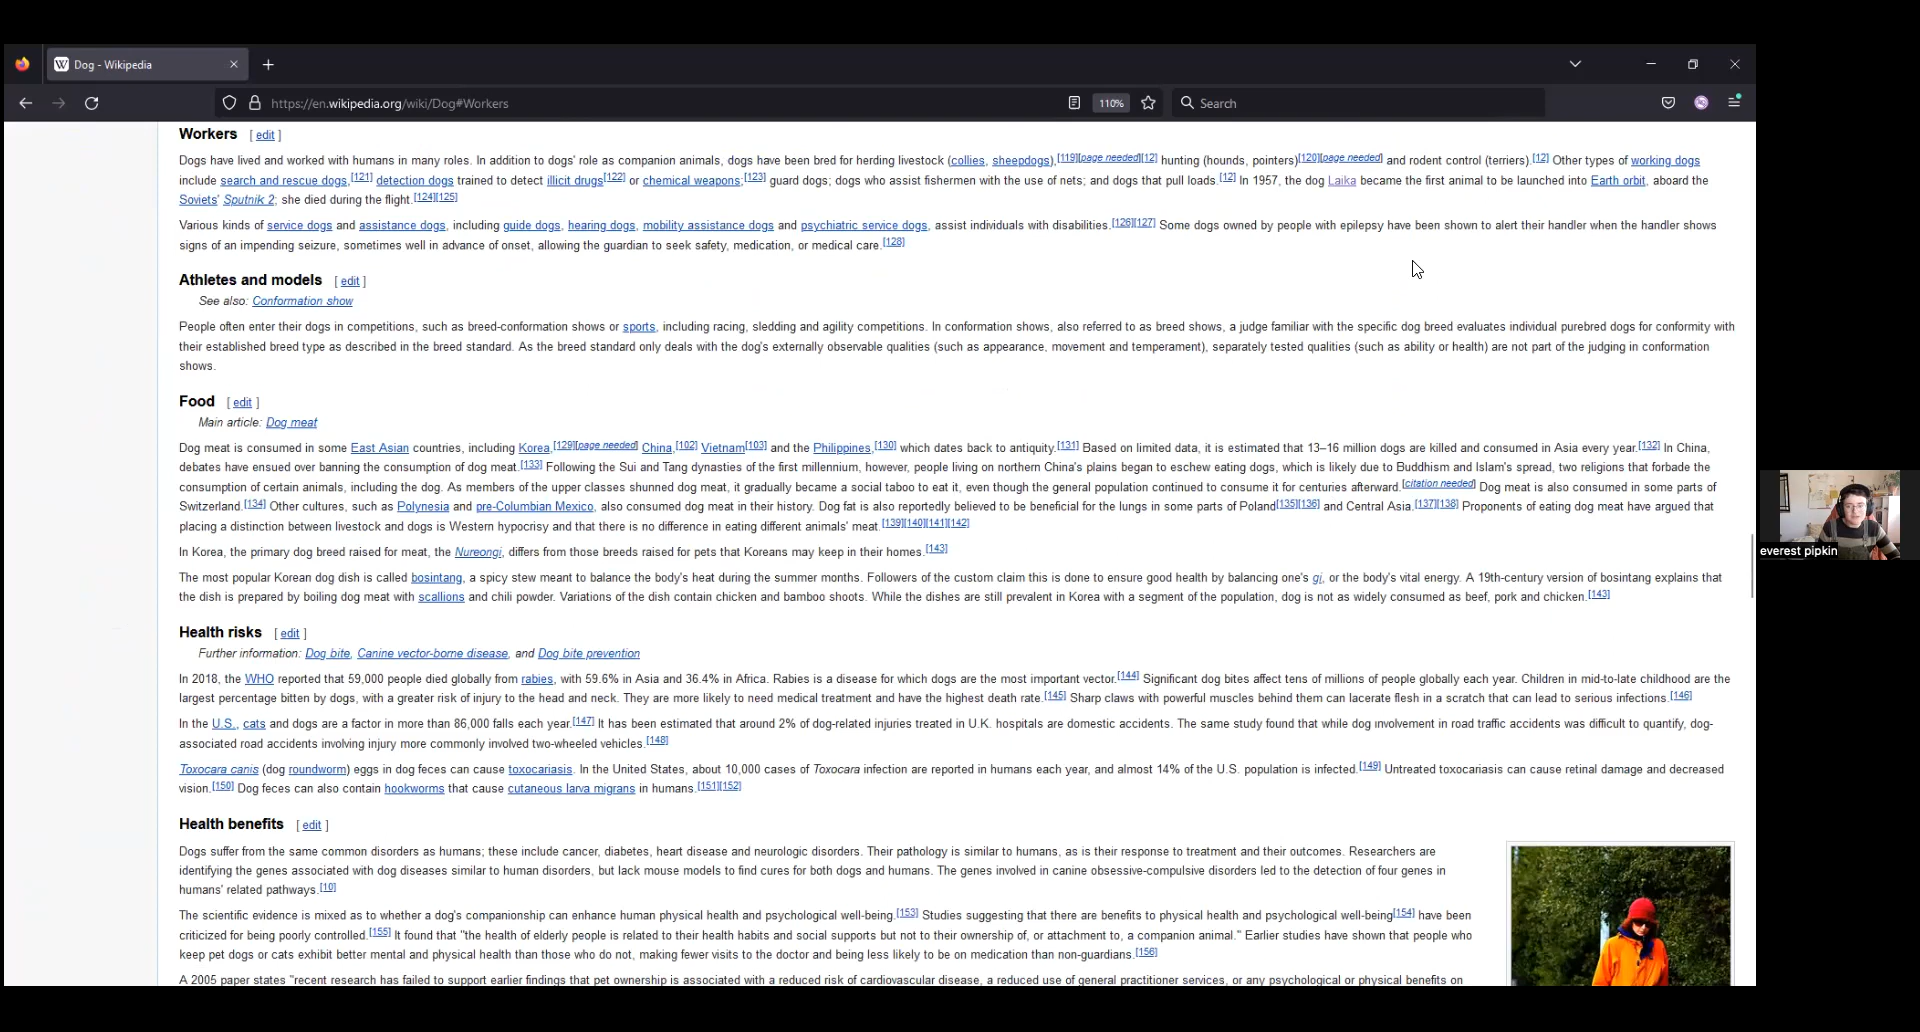 Dog - Wikipedia
https://en.wikipedia.org/wiki/Dog#Workers
110%
Search
Workers [ edit ]
Dogs have lived and worked with humans in many roles. In addition to dogs' role as companion animals, dogs have been bred for herding livestock (collies, sheepdogs),[119][page needed][12] hunting (hounds, pointers)[120][page needed] and rodent control (terriers).[12] Other types of working dogs
include search and rescue dogs,[121] detection dogs trained to detect illicit drugs[122] or chemical weapons;[123] guard dogs; dogs who assist fishermen with the use of nets; and dogs that pull loads.[12] In 1957, the dog Laika became the first animal to be launched into Earth orbit, aboard the
Soviets' Sputnik 2; she died during the flight.[124][125]
Various kinds of service dogs and assistance dogs, including guide dogs, hearing dogs, mobility assistance dogs and psychiatric service dogs, assist individuals with disabilities.[126][127] Some dogs owned by people with epilepsy have been shown to alert their handler when the handler shows
signs of an impending seizure, sometimes well in advance of onset, allowing the guardian to seek safety, medication, or medical care.[128]
Athletes and models [ edit ]
See also: Conformation show
People often enter their dogs in competitions, such as breed-conformation shows or sports, including racing, sledding and agility competitions. In conformation shows, also referred to as breed shows, a judge familiar with the specific dog breed evaluates individual purebred dogs for conformity with
their established breed type as described in the breed standard. As the breed standard only deals with the dog's externally observable qualities (such as appearance, movement and temperament), separately tested qualities (such as ability or health) are not part of the judging in conformation
shows.
Food [ edit ]
Main article: Dog meat
Dog meat is consumed in some East Asian countries, including Korea,[129][page needed] China,[102] Vietnam[103] and the Philippines,[130] which dates back to antiquity.[131] Based on limited data, it is estimated that 13–16 million dogs are killed and consumed in Asia every year.[132] In China,
debates have ensued over banning the consumption of dog meat.[133] Following the Sui and Tang dynasties of the first millennium, however, people living on northern China's plains began to eschew eating dogs, which is likely due to Buddhism and Islam's spread, two religions that forbade the
consumption of certain animals, including the dog. As members of the upper classes shunned dog meat, it gradually became a social taboo to eat it, even though the general population continued to consume it for centuries afterward.[citation needed] Dog meat is also consumed in some parts of
Switzerland.[134] Other cultures, such as Polynesia and pre-Columbian Mexico, also consumed dog meat in their history. Dog fat is also reportedly believed to be beneficial for the lungs in some parts of Poland[135][136] and Central Asia.[137][138] Proponents of eating dog meat have argued that
placing a distinction between livestock and dogs is Western hypocrisy and that there is no difference in eating different animals' meat.[139][140][141][142]
In Korea, the primary dog breed raised for meat, the Nureongi, differs from those breeds raised for pets that Koreans may keep in their homes.[143]
The most popular Korean dog dish is called bosintang, a spicy stew meant to balance the body's heat during the summer months. Followers of the custom claim this is done to ensure good health by balancing one's gi, or the body's vital energy. A 19th-century version of bosintang explains that
the dish is prepared by boiling dog meat with scallions and chili powder. Variations of the dish contain chicken and bamboo shoots. While the dishes are still prevalent in Korea with a segment of the population, dog is not as widely consumed as beef, pork and chicken.[143]
everest pipkin
Health risks [ edit ]
Further information: Dog bite, Canine vector-borne disease, and Dog bite prevention
In 2018, the WHO reported that 59,000 people died globally from rabies, with 59.6% in Asia and 36.4% in Africa. Rabies is a disease for which dogs are the most important vector.[144] Significant dog bites affect tens of millions of people globally each year. Children in mid-to-late childhood are the
largest percentage bitten by dogs, with a greater risk of injury to the head and neck. They are more likely to need medical treatment and have the highest death rate.[145] Sharp claws with powerful muscles behind them can lacerate flesh in a scratch that can lead to serious infections.[146]
In the U.S., cats and dogs are a factor in more than 86,000 falls each year.[147] It has been estimated that around 2% of dog-related injuries treated in U.K. hospitals are domestic accidents. The same study found that while dog involvement in road traffic accidents was difficult to quantify, dog-
associated road accidents involving injury more commonly involved two-wheeled vehicles.[148]
Toxocara canis (dog roundworm) eggs in dog feces can cause toxocariasis. In the United States, about 10,000 cases of Toxocara infection are reported in humans each year, and almost 14% of the U.S. population is infected.[149] Untreated toxocariasis can cause retinal damage and decreased
vision.[150] Dog feces can also contain hookworms that cause cutaneous larva migrans in humans.[151][152]
Health benefits [ edit ]
Dogs suffer from the same common disorders as humans; these include cancer, diabetes, heart disease and neurologic disorders. Their pathology is similar to humans, as is their response to treatment and their outcomes. Researchers are
identifying the genes associated with dog diseases similar to human disorders, but lack mouse models to find cures for both dogs and humans. The genes involved in canine obsessive-compulsive disorders led to the detection of four genes in
humans' related pathways.[10]
The scientific evidence is mixed as to whether a dog's companionship can enhance human physical health and psychological well-being.[153] Studies suggesting that there are benefits to physical health and psychological well-being[154] have been
criticized for being poorly controlled.[155] It found that "the health of elderly people is related to their health habits and social supports but not to their ownership of, or attachment to, a companion animal." Earlier studies have shown that people who
keep pet dogs or cats exhibit better mental and physical health than those who do not, making fewer visits to the doctor and being less likely to be on medication than non-guardians.[156]
A 2005 paper states "recent research has failed to support earlier findings that pet ownership is associated with a reduced risk of cardiovascular disease, a reduced use of general practitioner services, or any psychological or physical benefits on